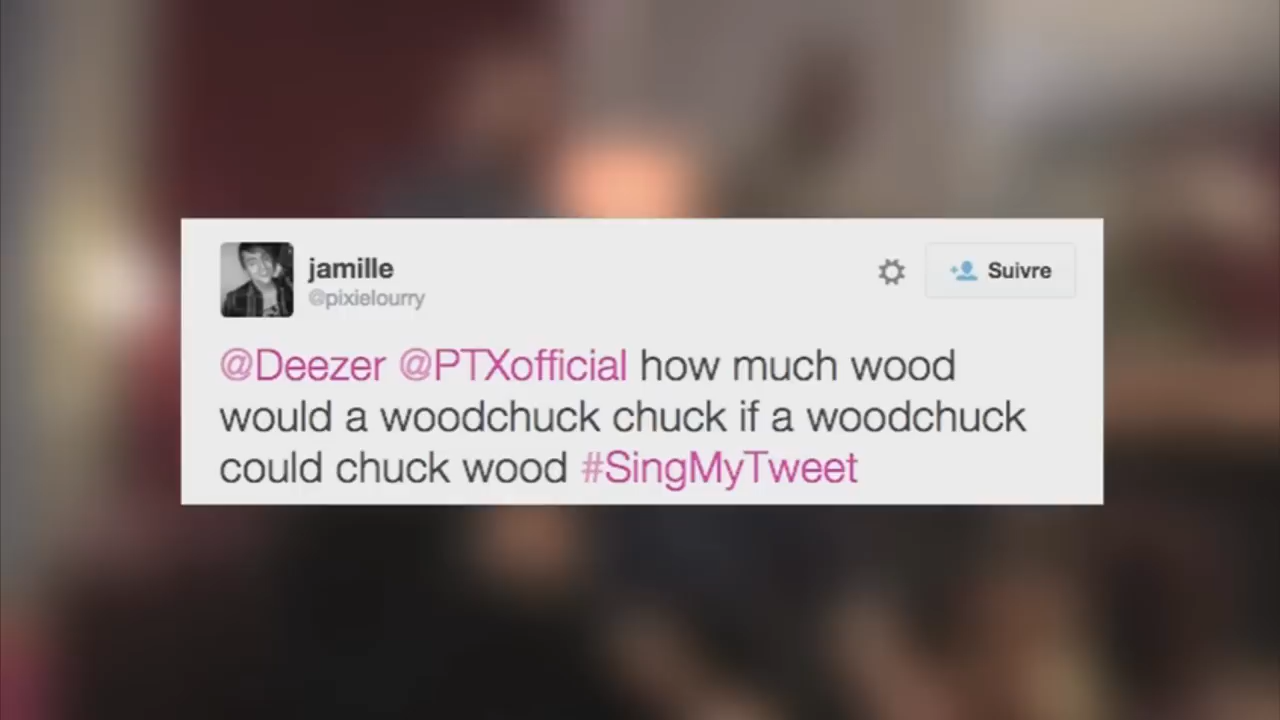 jamille
@pixielourry
Suivre
@Deezer @PTXofficial how much wood
would a woodchuck chuck if a woodchuck
could chuck wood #SingMyTweet